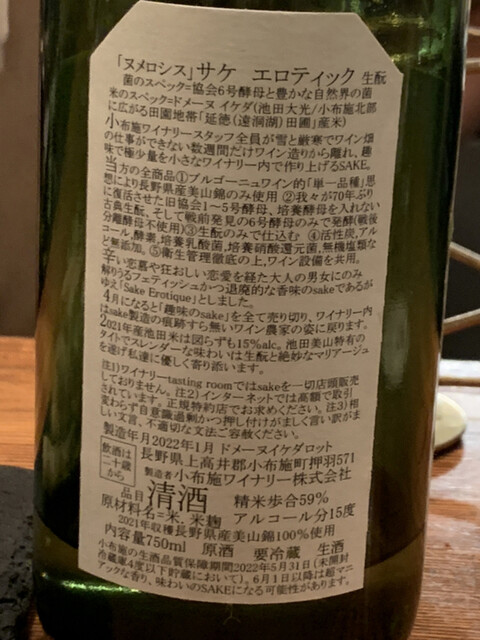 「ヌメロシス」サケ エロティック 生酛
菌のスペック=協会6号酵母と豊かな自然界の菌
米のスペック=ドメーヌ イケダ(池田大光/小布施北部
に広がる田園地帯「延徳(遠洞湖)田圃」産米)
小布施ワイナリースタッフ全員が雪と厳寒でワイン畑
の仕事ができない数週間だけワイン造りから離れ、趣
味で極少量を小さなワイナリー内で作り上げるSAKE。
当方の全商品①ブルゴーニュワイン的「単一品種」思
想により長野県産美山錦のみ使用 ②我々が70年ぶり
に復活させた旧協会1～5号酵母、培養酵母を入れない
古典生酛、そして戦前発見の6号酵母のみで発酵(戦後
分離酵母不使用)③生酛のみで仕込む ④活性炭,アル
コール,酵素,培養乳酸菌,培養硝酸還元菌,無機塩類な
ど無添加。⑤衛生管理徹底の上,ワイン設備を共用。
辛い恋慕や狂おしい恋愛を経た大人の男女にのみ
解りうるフェティッシュかつ退廃的な香味のsakeであるが
ゆえ「Sake Erotique」としました。
4月になると「趣味のsake」を全て売り切り、ワイナリー内
はsake製造の痕跡すら無いワイン農家の姿に戻ります。
2021年産池田米は図らずも15%alc。池田美山特有の
タイトでスレンダーな味わいは生酛と絶妙なマリアージュ
を遂げ私達に優しく寄り添います。
注1)ワイナリーtasting roomではsakeを一切店頭販売
しておりません。注2)インターネットでは高額で取引
されています。正規特約店でお求めください。注3)相
変わらず自意識過剰かつ押し付けがましく言い訳がま
しい文言、不適切な文法ご容赦ください。
製造年月2022年1月 ドメーヌイケダロット
飲酒は
二十歳
から
長野県上高井郡小布施町押羽571
製造者 小布施ワイナリー株式会社
品目 清酒 精米歩合59%
原材料名=米、米麹 アルコール分15度
2021年収穫長野県産美山錦100%使用
内容量750ml 原酒 要冷蔵 生酒
小布施の生酒品質保障期間2022年5月31日(未開封
冷蔵庫4度以下貯蔵において)。6月1日以降は超マニ
アックな香り、味わいのSAKEになる可能性があります。